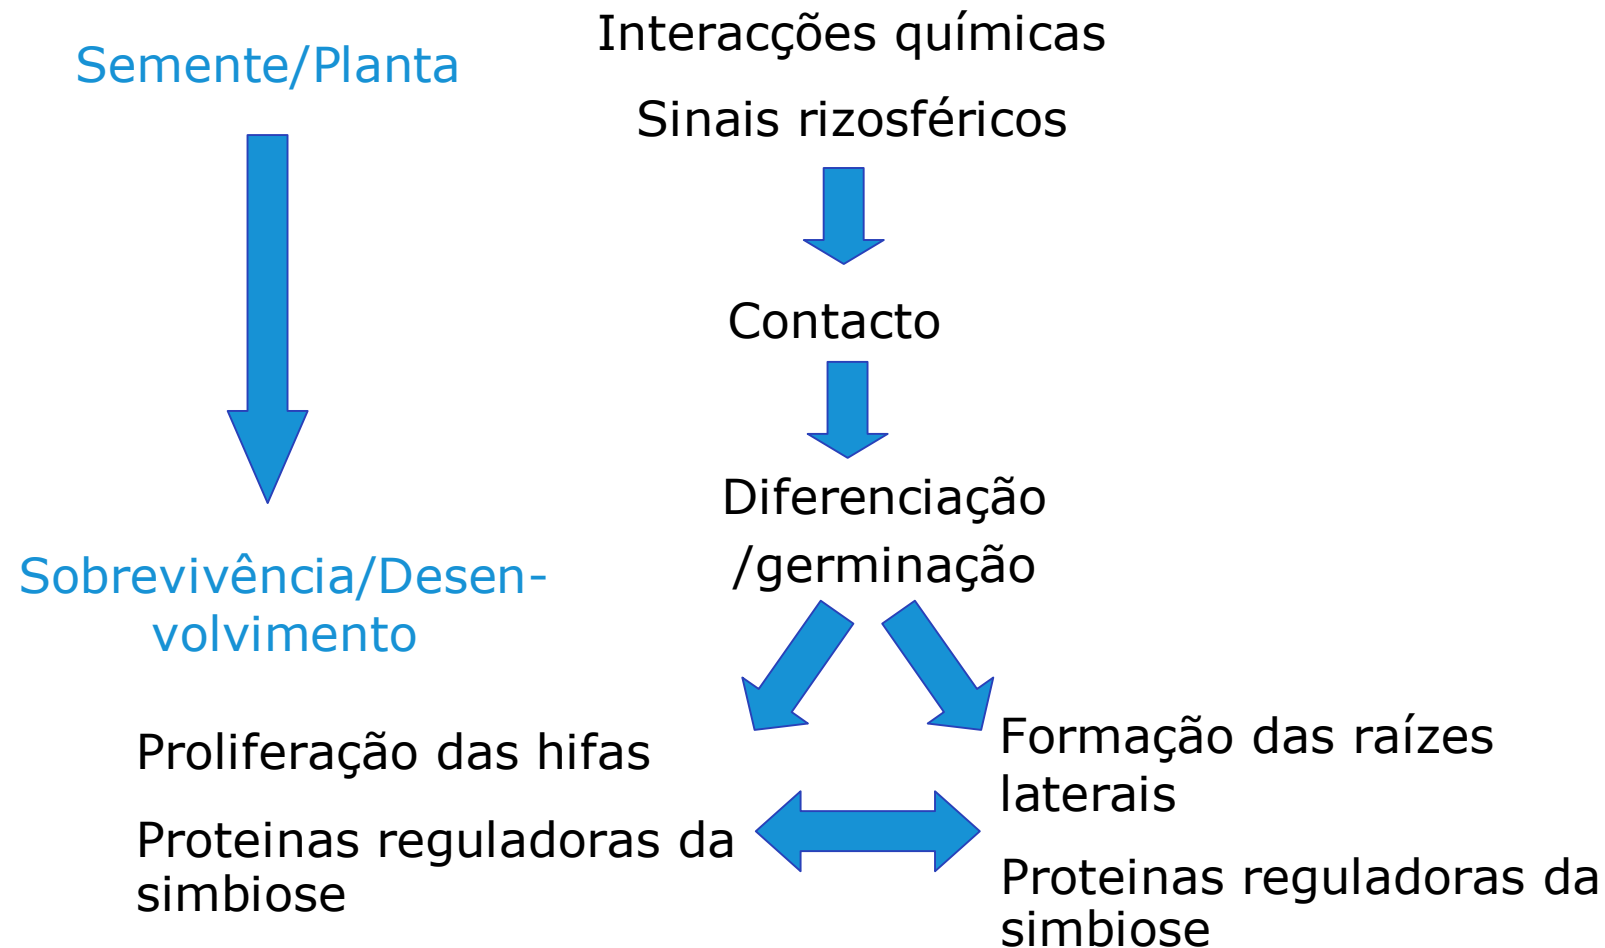 Semente/Planta
Interacções químicas
Sinais rizosféricos
Contacto
Diferenciação
/germinação
Sobrevivência/Desen-
volvimento
Proliferação das hifas
Proteinas reguladoras da
simbiose
Formação das raízes
laterais
Proteinas reguladoras da
simbiose